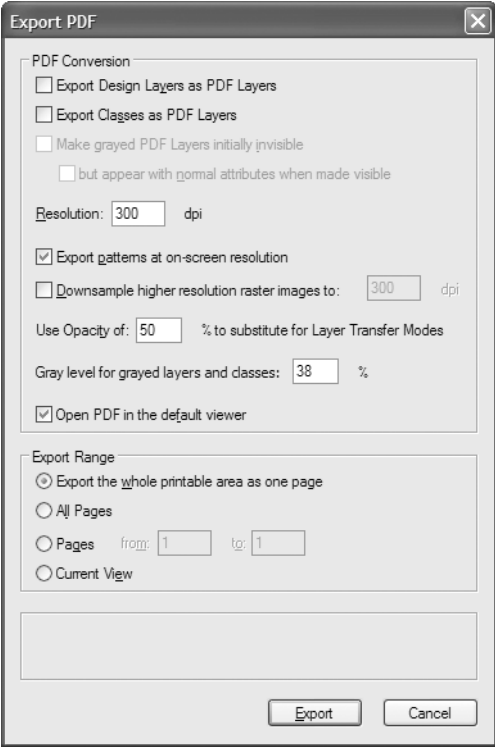 Export PDF
PDF Conversion
Export Design Layers as PDF Layers
Export Classes as PDF Layers
Make grayed PDF Layers initially invisible
but appear with normal attributes when made visible
Resolution: 300 dpi
Export patterns at on-screen resolution
Downsample higher resolution raster images to: 300 dpi
Use Opacity of: 50 % to substitute for Layer Transfer Modes
Gray level for grayed layers and classes: 38 %
Open PDF in the default viewer
Export Range
Export the whole printable area as one page
All Pages
Pages from: 1 to: 1
Current View
Export Cancel